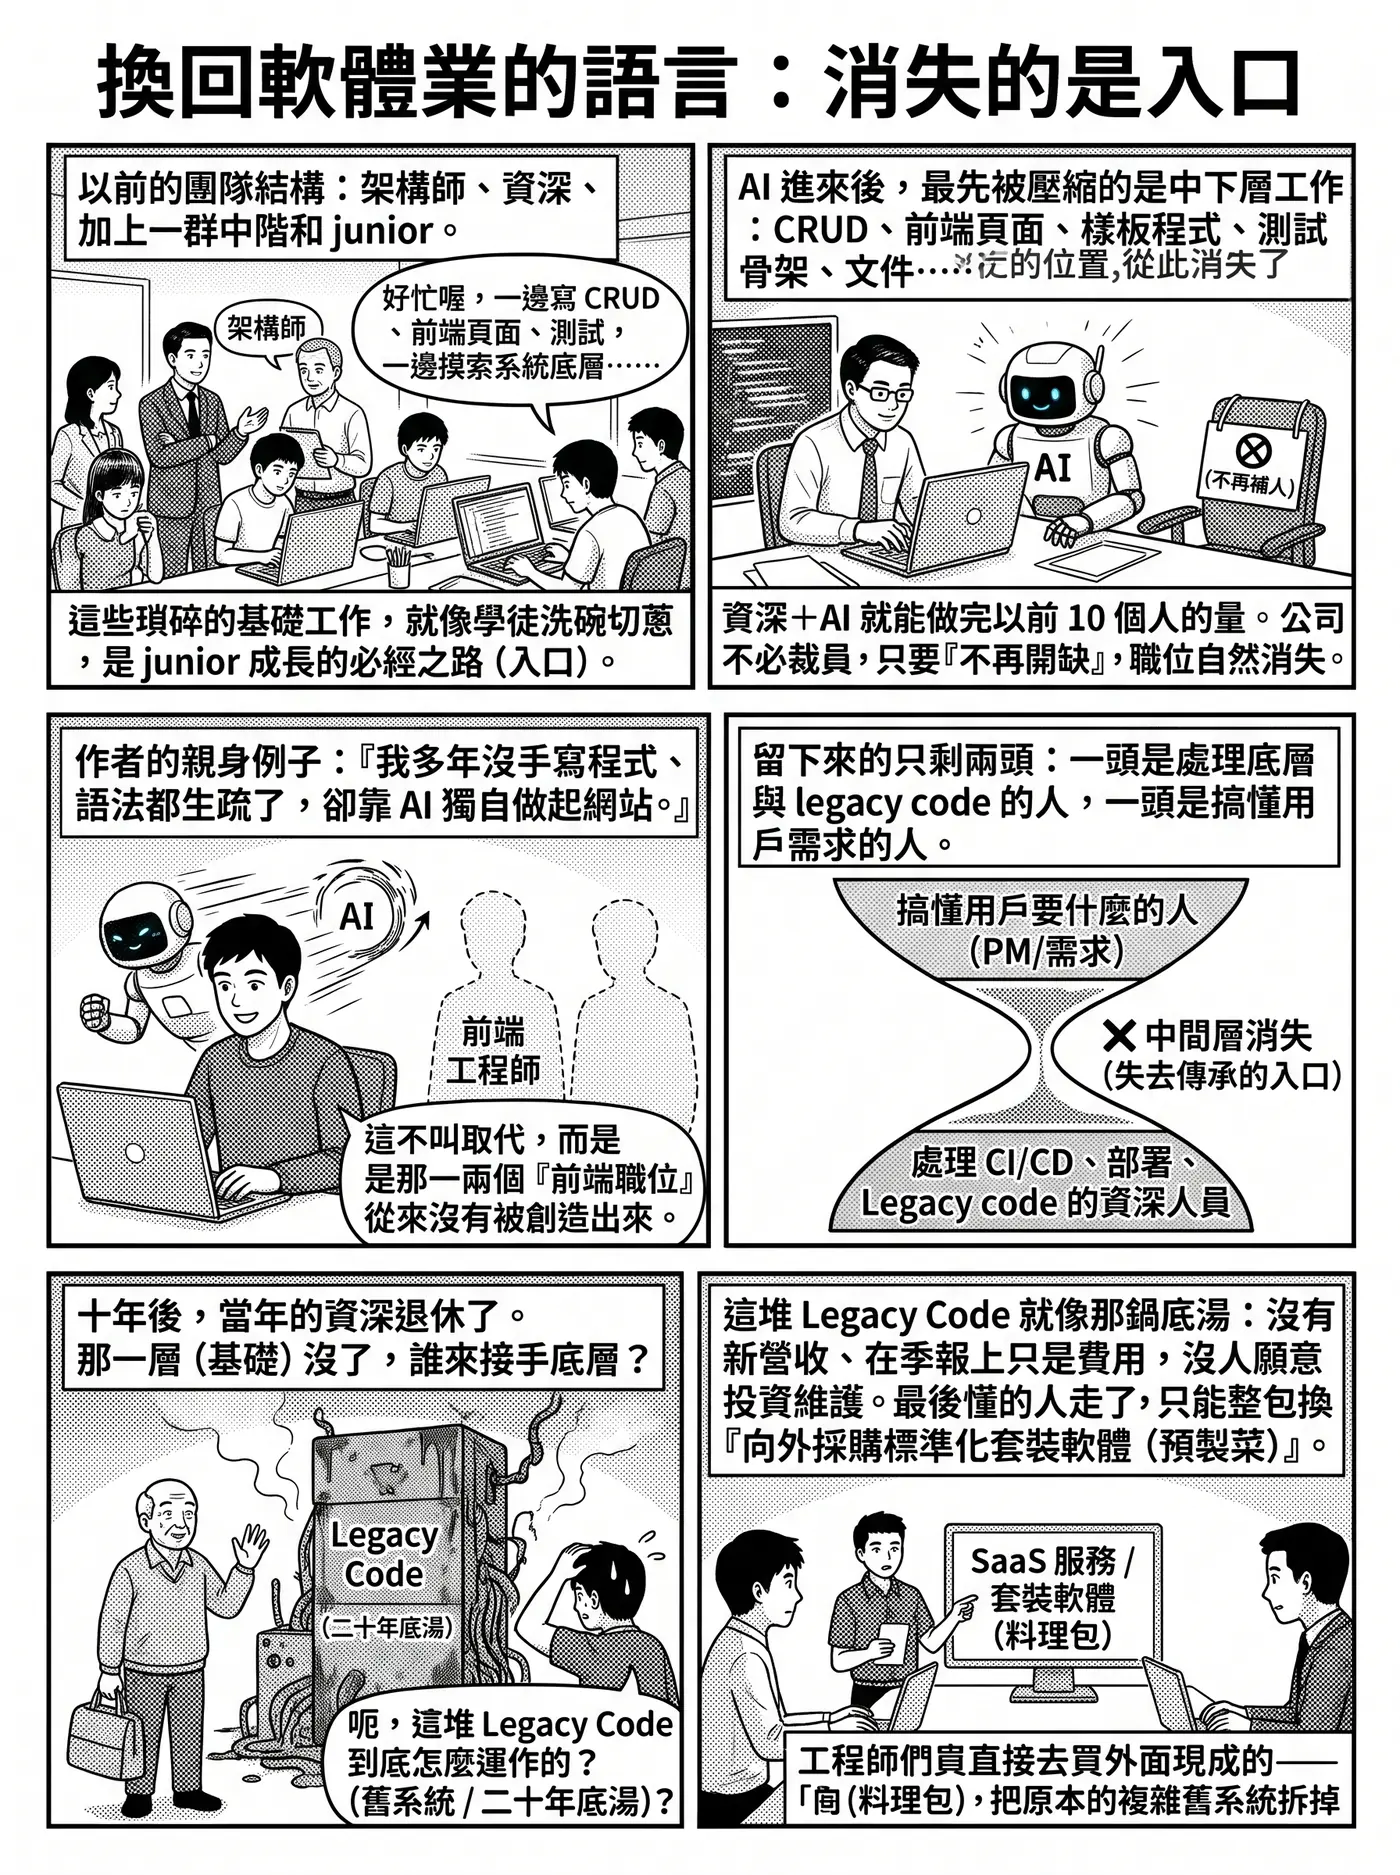 換回軟體業的語言：消失的是入口
以前的團隊結構：架構師、資深、
加上一群中階和 junior。
架構師
好忙喔，一邊寫 CRUD
、前端頁面、測試，
一邊摸索系統底層……
這些瑣碎的基礎工作，就像學徒洗碗切蔥
，是 junior 成長的必經之路（入口）。
AI 進來後，最先被壓縮的是中下層工作
：CRUD、前端頁面、樣板程式、測試
骨架、文件……
的位置,從此消失了
AI
（不再補人）
資深＋AI 就能做完以前 10 個人的量。公司
不必裁員，只要『不再開缺』，職位自然消失。
作者的親身例子：『我多年沒手寫程式、
語法都生疏了，卻靠 AI 獨自做起網站。』
AI
前端
工程師
這不叫取代，而是
是那一兩個『前端職位』
從來沒有被創造出來。
留下來的只剩兩頭：一頭是處理底層
與 legacy code 的人，一頭是搞懂用
戶需求的人。
搞懂用戶要什麼的人
（PM/需求）
✕ 中間層消失
（失去傳承的入口）
處理 CI/CD、部署、
Legacy code 的資深人員
十年後，當年的資深退休了。
那一層（基礎）沒了，誰來接手底層？
Legacy
Code
（二十年底湯）
呃，這堆 Legacy Code
到底怎麼運作的？
（舊系統 / 二十年底湯）？
這堆 Legacy Code 就像那鍋底湯：沒有
新營收、在季報上只是費用，沒人願意
投資維護。最後懂的人走了，只能整包換
『向外採購標準化套裝軟體（預製菜）』。
SaaS 服務 /
套裝軟體
（料理包）
工程師們直接去買外面現成的——
「（料理包），把原本的複雜舊系統拆掉